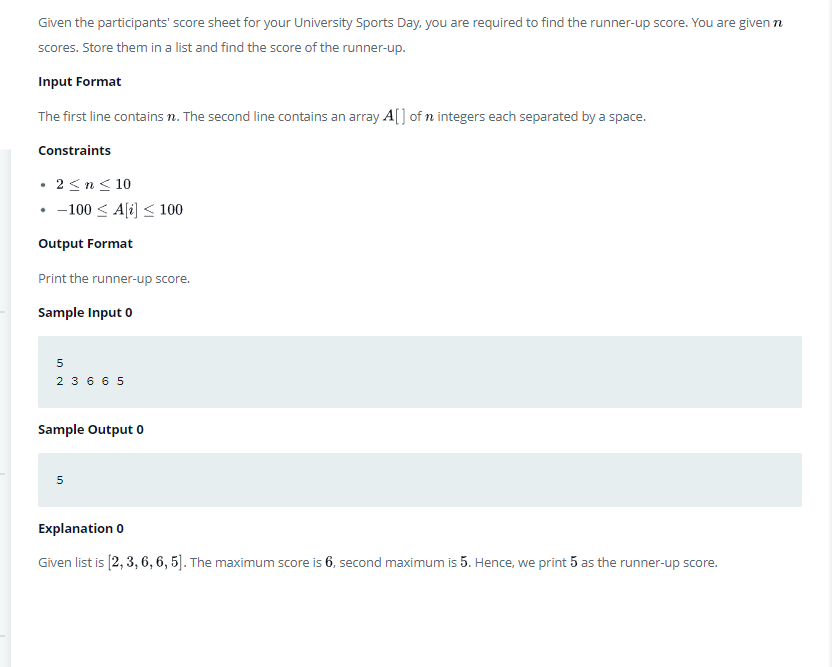 Given the participants' score sheet for your University Sports Day, you are required to find the runner-up score. You are given n
scores. Store them in a list and find the score of the runner-up.
Input Format
The first line contains n. The second line contains an array A[] of n integers each separated by a space.
Constraints
• 2 ≤ n ≤ 10
• −100 ≤ A[i] ≤ 100
Output Format
Print the runner-up score.
Sample Input 0
5
2 3 6 6 5
Sample Output 0
5
Explanation 0
Given list is [2, 3, 6, 6, 5]. The maximum score is 6, second maximum is 5. Hence, we print 5 as the runner-up score.